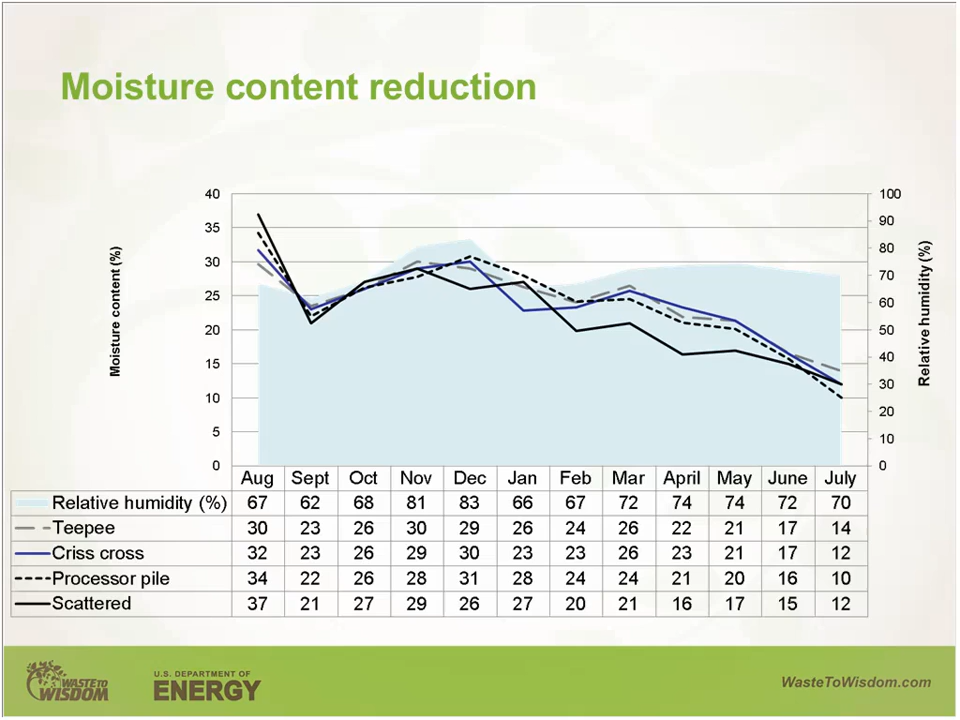 Moisture content reduction
40
35
30
25
20
15
10
5
0
Moisture content (%)
100
90
80
70
60
50
40
30
20
10
0
Relative humidity (%)
Aug Sept Oct Nov Dec Jan Feb Mar April May June July
Relative humidity (%) 67 62 68 81 83 66 67 72 74 74 72 70
Teepee 30 23 26 30 29 26 24 26 22 21 17 14
Criss cross 32 23 26 29 30 23 23 26 23 21 17 12
Processor pile 34 22 26 28 31 28 24 24 21 20 16 10
Scattered 37 21 27 29 26 27 20 21 16 17 15 12
WASTE TO
WISDOM
U.S. DEPARTMENT OF
ENERGY
WasteToWisdom.com